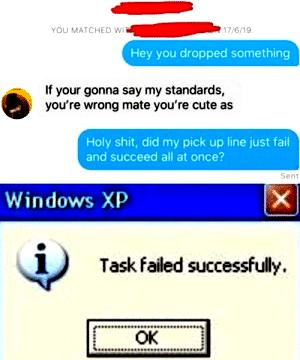 YOU MATCHED WI 17/6/19
Hey you dropped something
If your gonna say my standards,
you're wrong mate you're cute as
Holy shit, did my pick up line just fail
and succeed all at once?
Sent
Windows XP
Task failed successfully.
OK